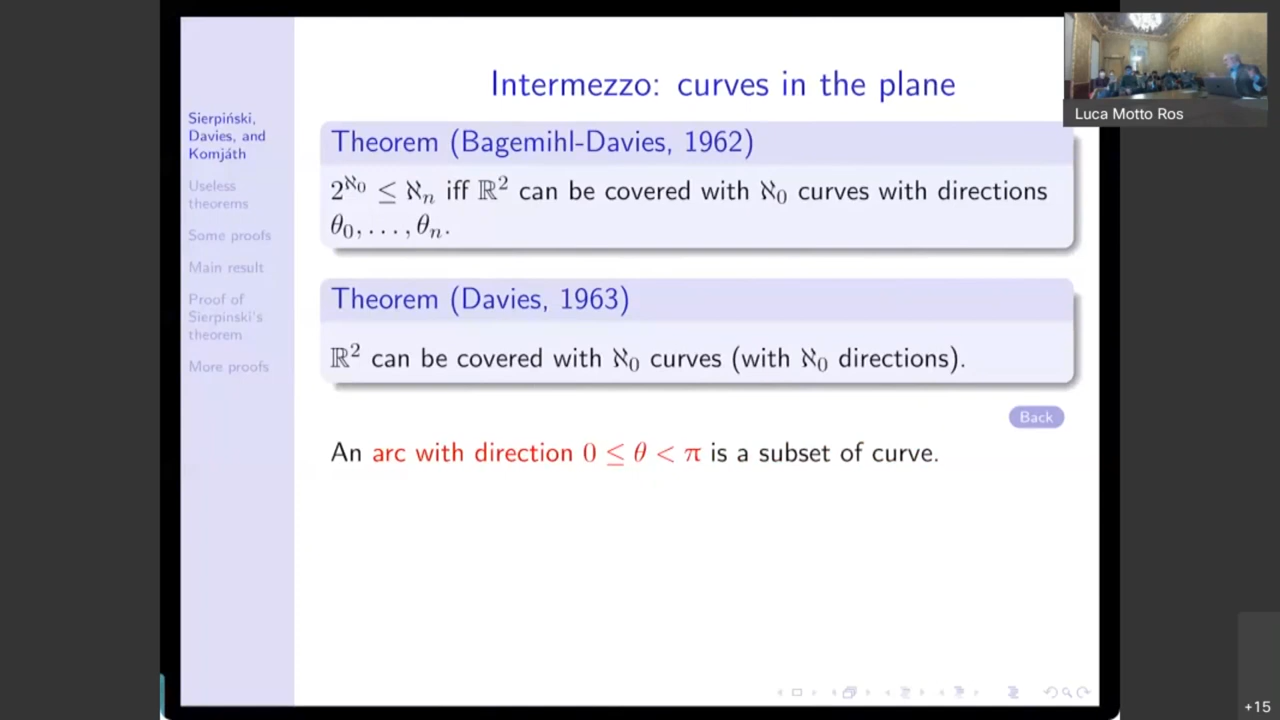 Sierpiński,
Davies, and
Komjáth
Useless
theorems
Some proofs
Main result
Proof of
Sierpinski's
theorem
More proofs
Intermezzo: curves in the plane
Theorem (Bagemihl-Davies, 1962)
2^ℵ₀ ≤ ℵₙ iff ℝ² can be covered with ℵ₀ curves with directions
θ₀, . . . , θₙ.
Theorem (Davies, 1963)
ℝ² can be covered with ℵ₀ curves (with ℵ₀ directions).
Back
An arc with direction 0 ≤ θ < π is a subset of curve.
Luca Motto Ros
+15